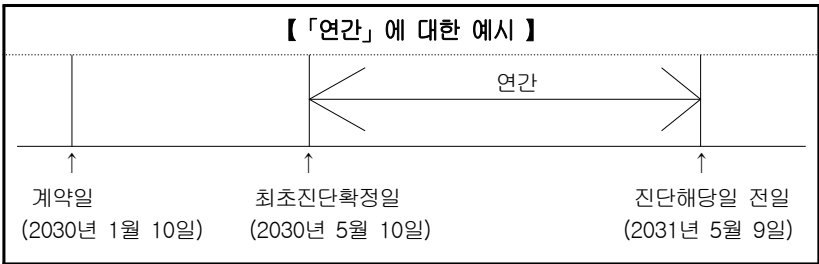 【 「연간」에 대한 예시 】
연간
↑ ↑ ↑
계약일 최초진단확정일 진단해당일 전일
(2030년 1월 10일) (2030년 5월 10일) (2031년 5월 9일)